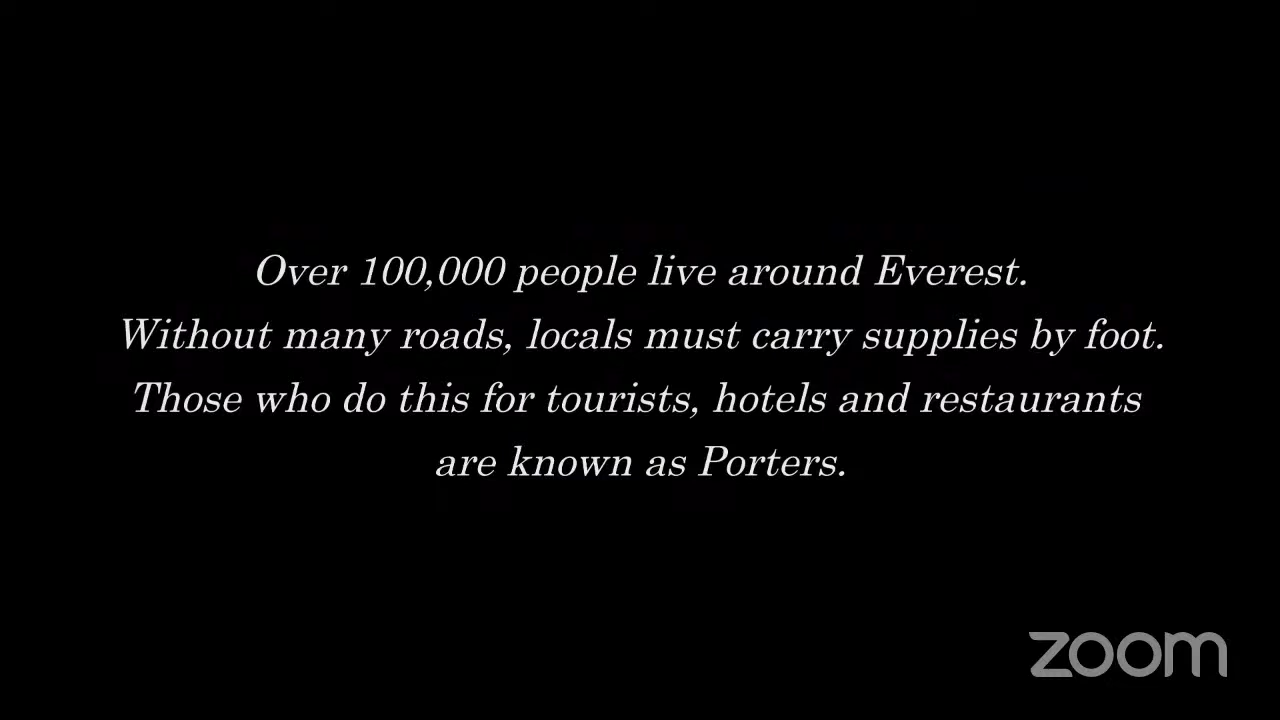 Over 100,000 people live around Everest.
Without many roads, locals must carry supplies by foot.
Those who do this for tourists, hotels and restaurants
are known as Porters.
zoom